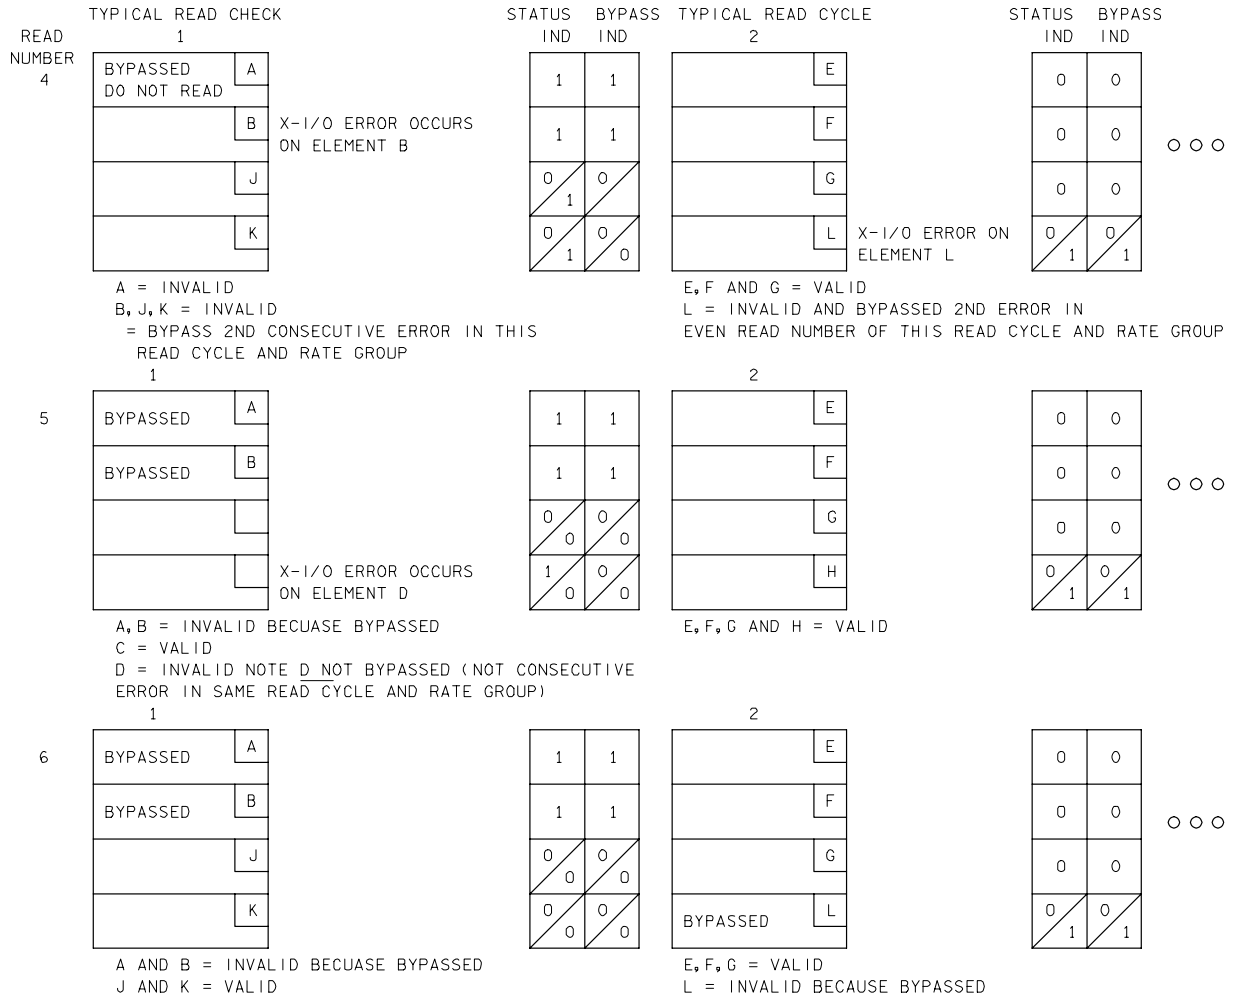 TYPICAL READ CHECK STATUS BYPASS TYPICAL READ CYCLE STATUS BYPASS
READ 1 IND IND 2 IND IND
NUMBER
4
BYPASSED A 1 1 E 0 0
DO NOT READ
B X-I/O ERROR OCCURS 1 1 F 0 0
ON ELEMENT B
J 0 1 0 G 0 0
K 0 1 0 0 L X-I/O ERROR ON 0 1 0 1
ELEMENT L
A = INVALID E, F AND G = VALID
B, J, K = INVALID L = INVALID AND BYPASSED 2ND ERROR IN
= BYPASS 2ND CONSECUTIVE ERROR IN THIS EVEN READ NUMBER OF THIS READ CYCLE AND RATE GROUP
READ CYCLE AND RATE GROUP
1 2
5 BYPASSED A 1 1 E 0 0
BYPASSED B 1 1 F 0 0
0 0 0 0 G 0 0
X-I/O ERROR OCCURS 1 0 0 0 H 0 1 0 1
ON ELEMENT D
A, B = INVALID BECUASE BYPASSED E, F, G AND H = VALID
C = VALID
D = INVALID NOTE D NOT BYPASSED (NOT CONSECUTIVE
ERROR IN SAME READ CYCLE AND RATE GROUP)
1 2
6 BYPASSED A 1 1 E 0 0
BYPASSED B 1 1 F 0 0
J 0 0 0 0 G 0 0
K 0 0 0 0 BYPASSED L 0 1 0 1
A AND B = INVALID BECUASE BYPASSED E, F, G = VALID
J AND K = VALID L = INVALID BECAUSE BYPASSED